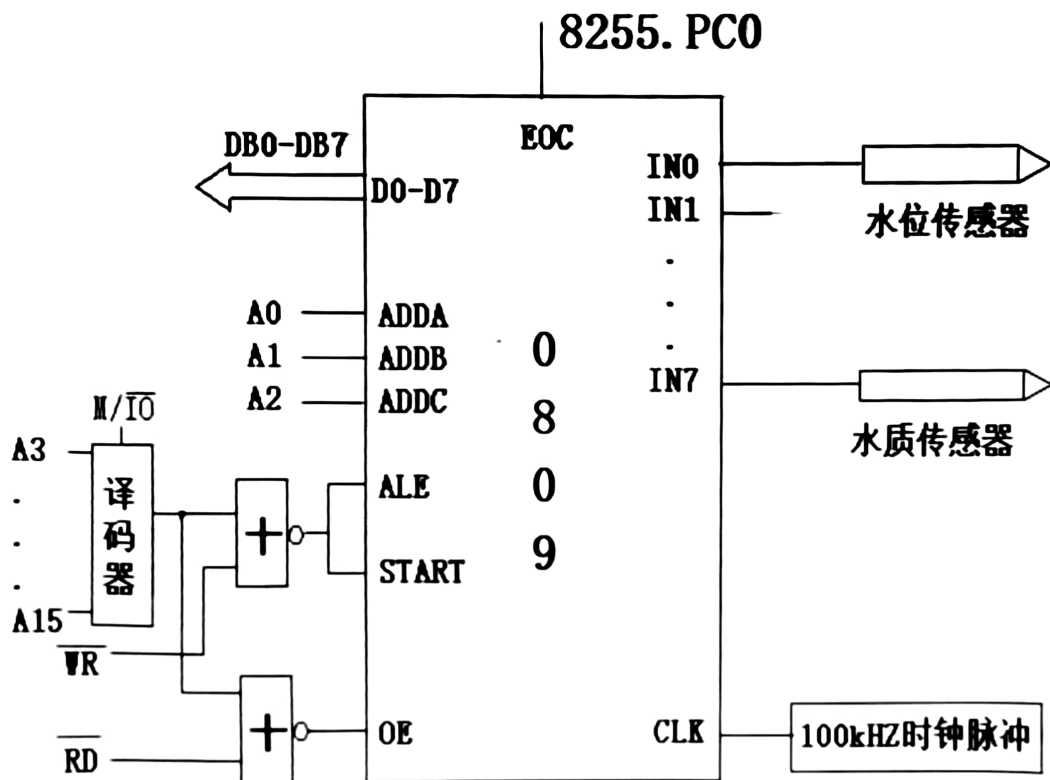 8255.PC0
EOC
DB0-DB7
D0-D7
IN0
水位传感器
IN1
A0
ADDA
A1
ADDB
A2
ADDC
IN7
水质传感器
0
8
0
9
M/IO
A3
译
码
器
A15
ALE
START
WR
RD
OE
CLK
100kHZ时钟脉冲